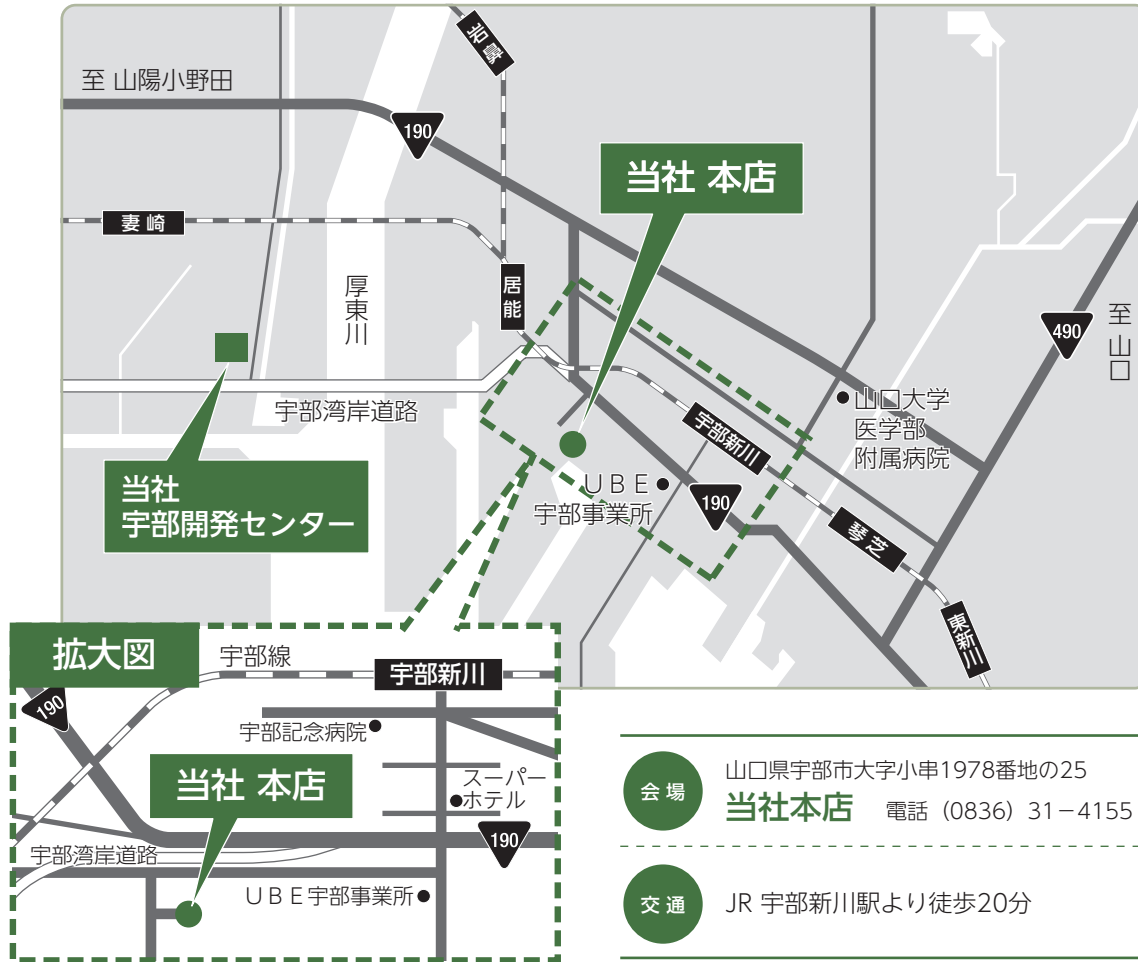 岩鼻
至 山陽小野田
190
当社 本店
妻崎
居能
厚東川
490
至 山口
宇部湾岸道路
山口大学
医学部
附属病院
宇部新川
当社
宇部開発センター
UBE
宇部事業所
190
琴芝
東新川
拡大図
宇部線
宇部新川
190
宇部記念病院
当社 本店
スーパー
ホテル
190
宇部湾岸道路
UBE宇部事業所
会場
山口県宇部市大字小串1978番地の25
当社本店 電話 (0836) 31-4155
交通
JR 宇部新川駅より徒歩20分